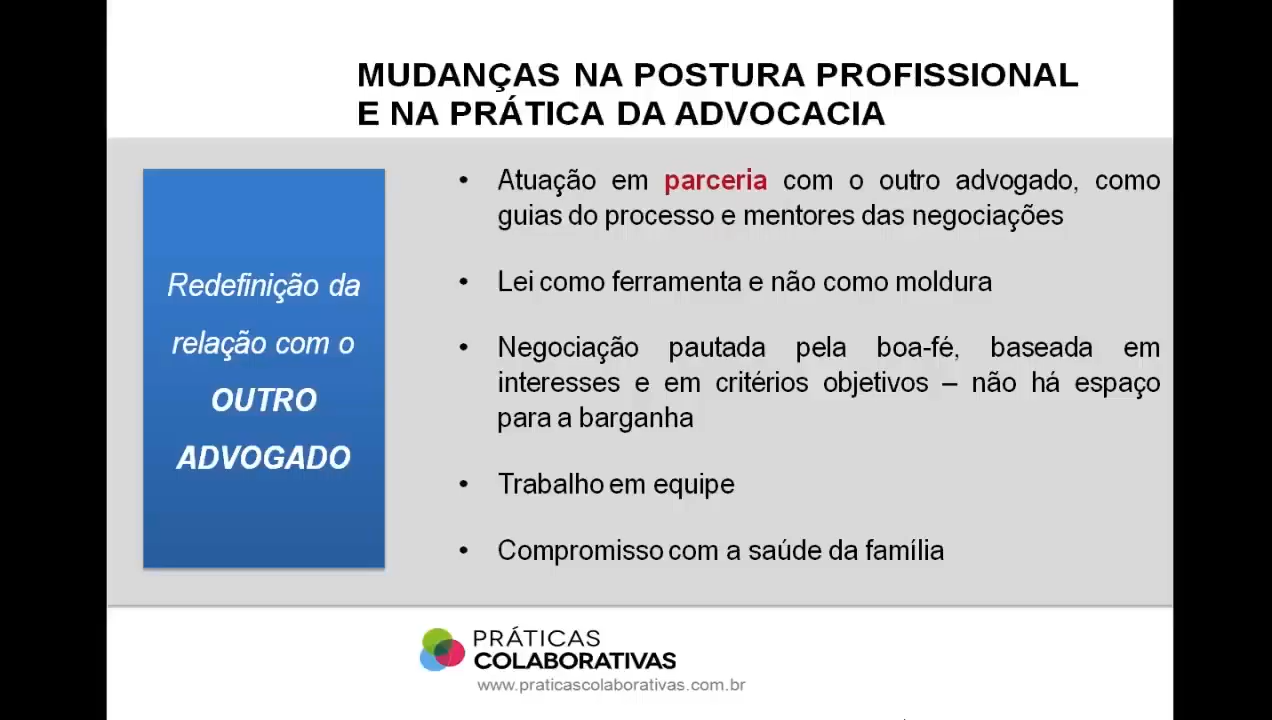 MUDANÇAS NA POSTURA PROFISSIONAL
E NA PRÁTICA DA ADVOCACIA
Redefinição da
relação com o
OUTRO
ADVOGADO
• Atuação em parceria com o outro advogado, como
guias do processo e mentores das negociações
• Lei como ferramenta e não como moldura
• Negociação pautada pela boa-fé, baseada em
interesses e em critérios objetivos – não há espaço
para a barganha
• Trabalho em equipe
• Compromisso com a saúde da família
PRÁTICAS
COLABORATIVAS
www.praticascolaborativas.com.br